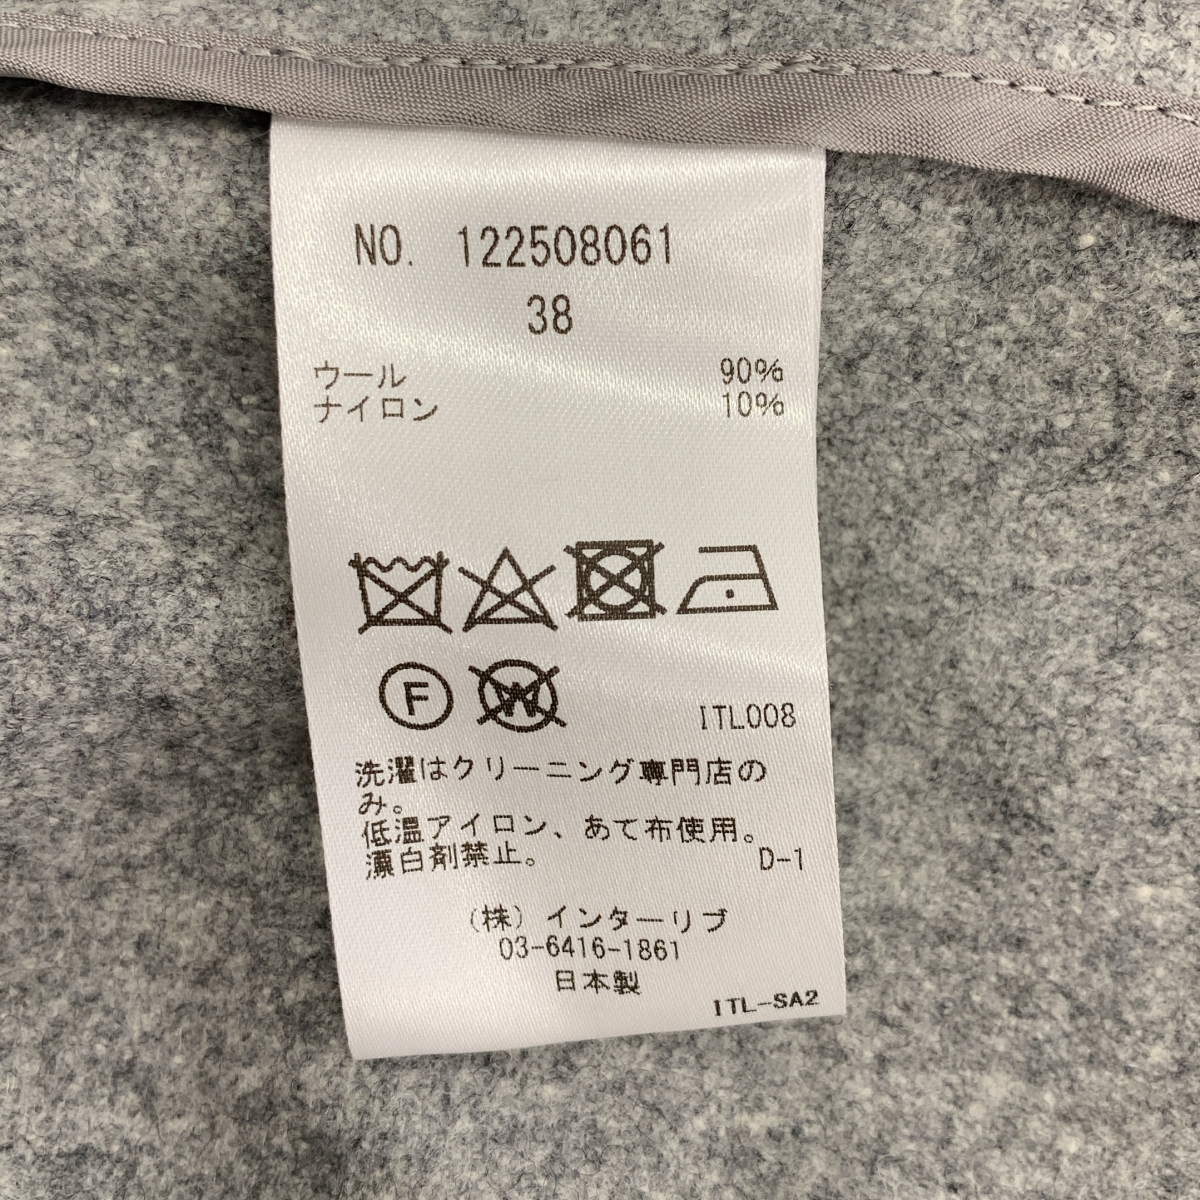 NO. 122508061
38
ウール 90%
ナイロン 10%
F W ITL008
洗濯はクリーニング専門店の
み。
低温アイロン、あて布使用。
漂白剤禁止。 D-1
(株)インターリブ
03-6416-1861
日本製
ITL-SA2